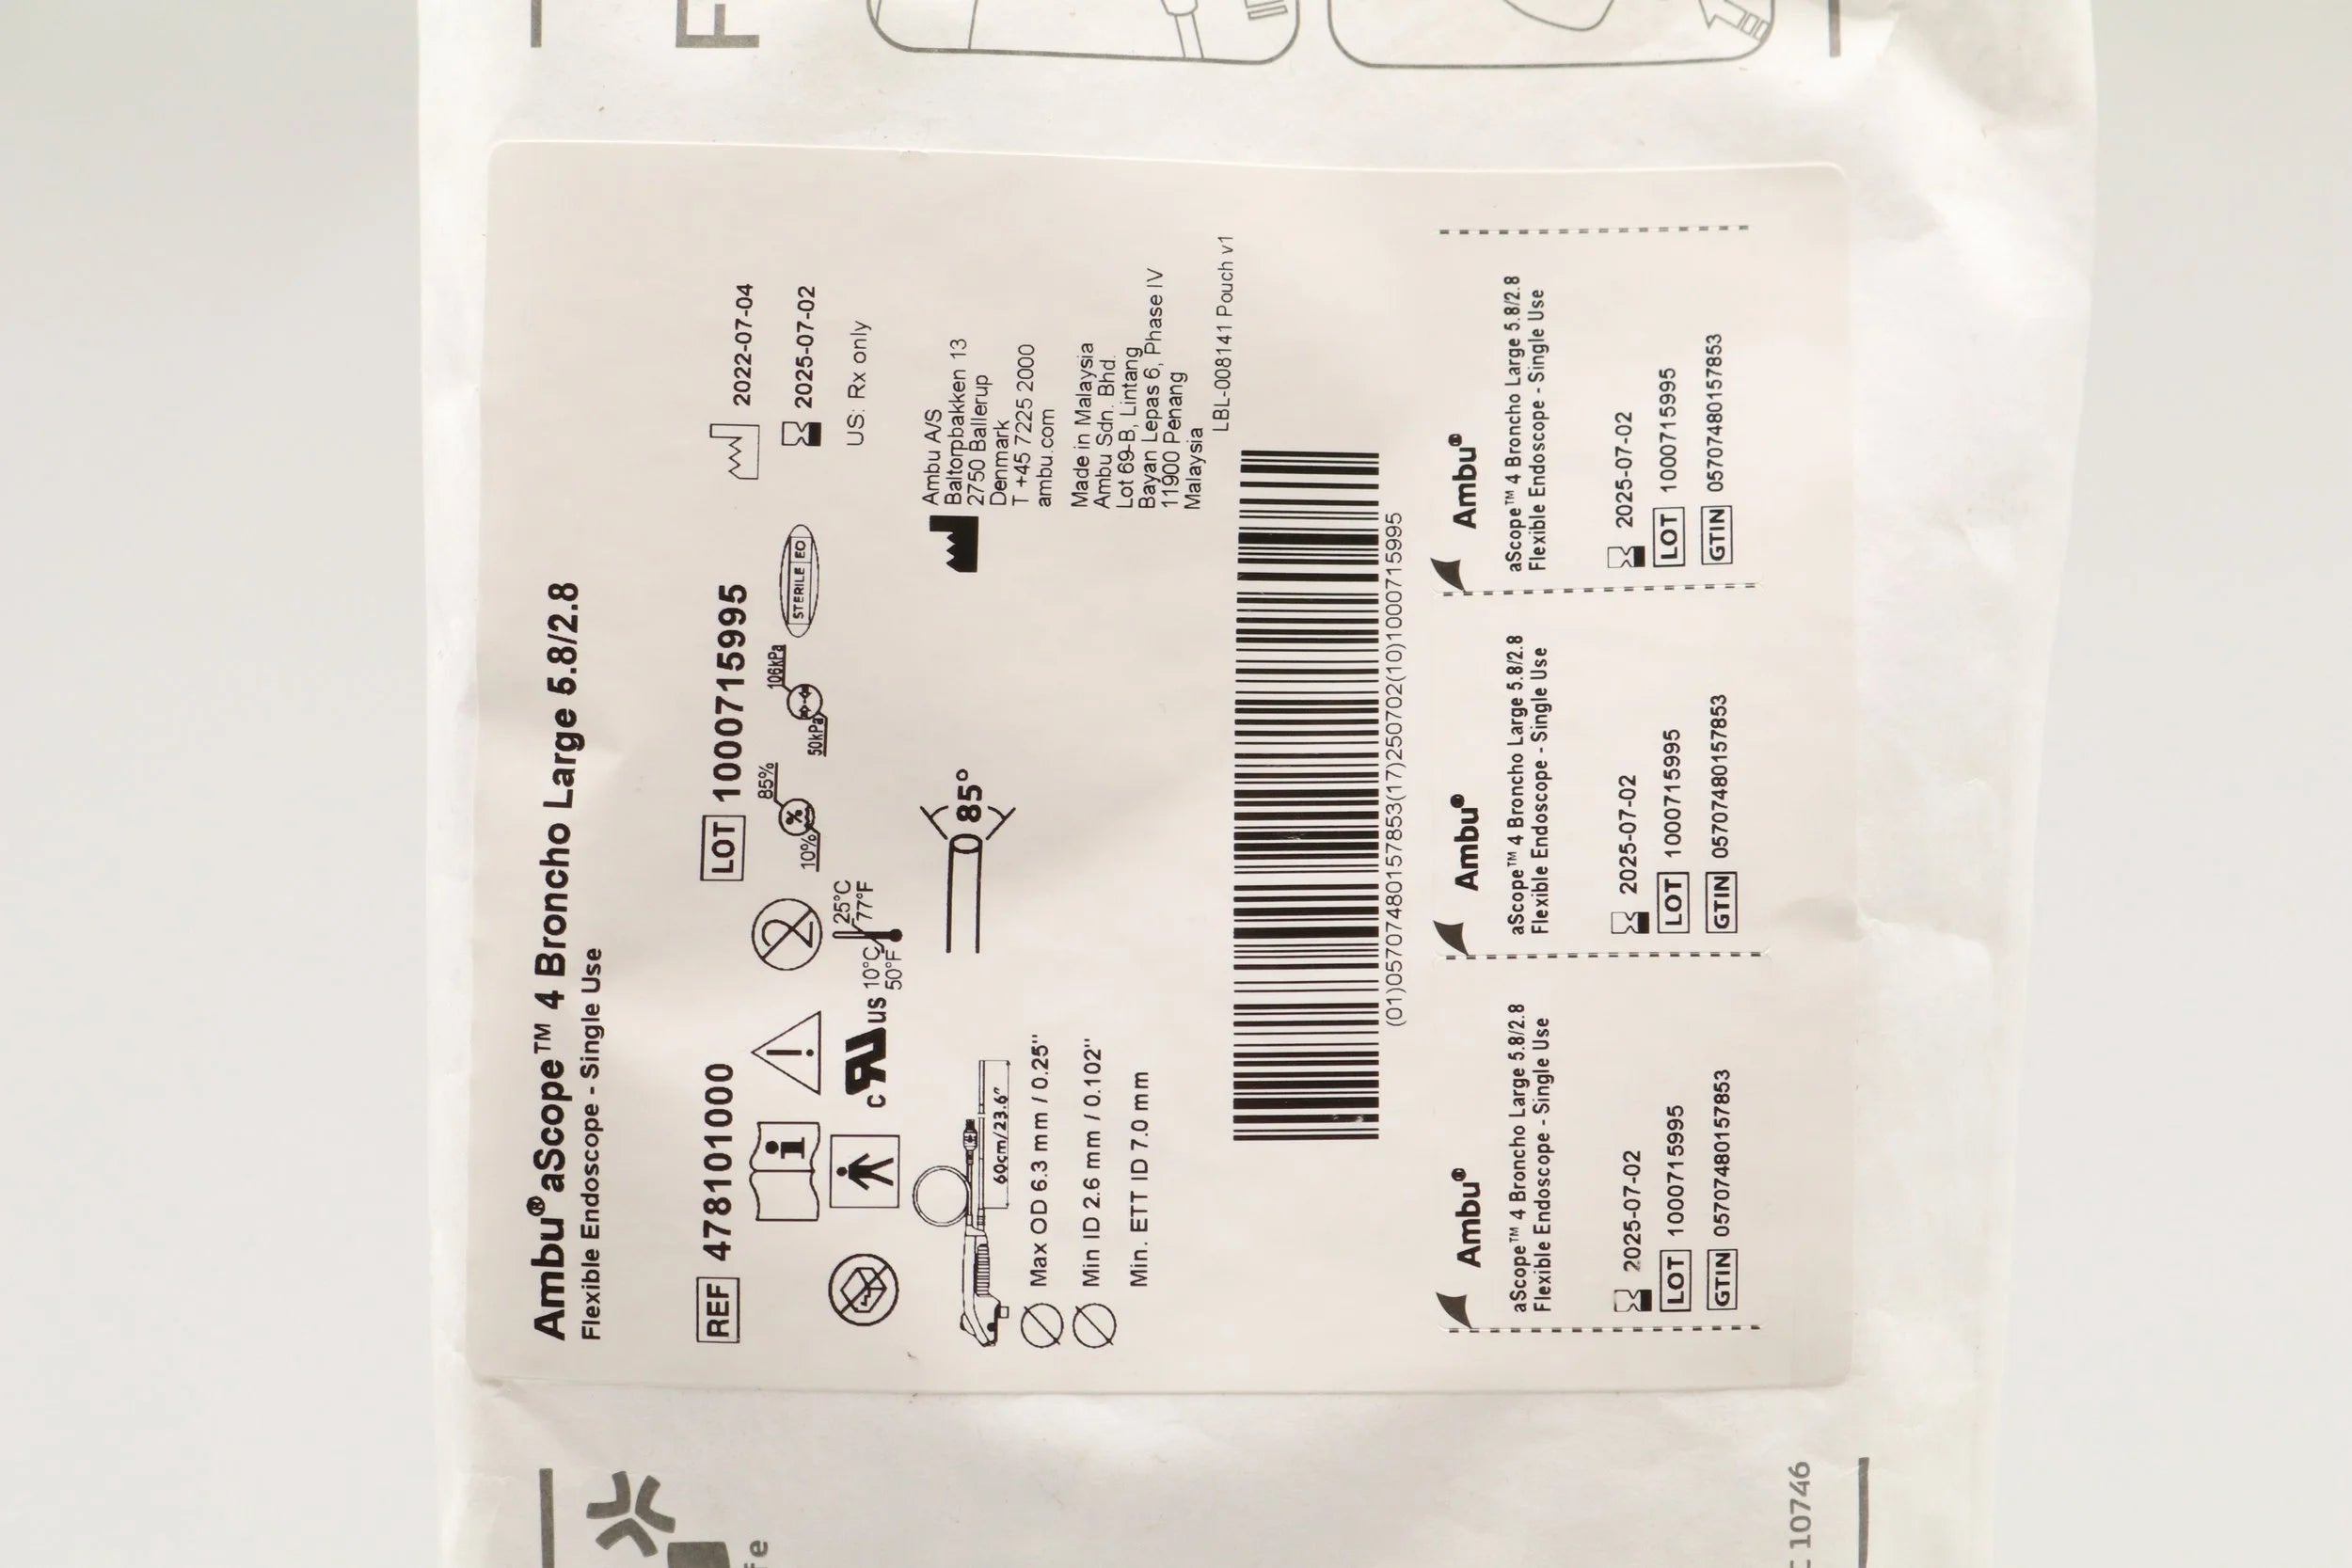 Ambu® aScope™ 4 Broncho Large 5.8/2.8
Flexible Endoscope - Single Use
REF 478101000
LOT 1000715995
2022-07-04
2025-07-02
US: Rx only
10% 85%
50kPa 106kPa
STERILE EO
c us
10°C 25°C
50°F 77°F
60cm/23.6"
85°
Max OD 6.3 mm / 0.25"
Min ID 2.6 mm / 0.102"
Min. ETT ID 7.0 mm
Ambu A/S
Baltorpbakken 13
2750 Ballerup
Denmark
T +45 7225 2000
ambu.com
Made in Malaysia
Ambu Sdn. Bhd.
Lot 69-B, Lintang
Bayan Lepas 6, Phase IV
11900 Penang
Malaysia
LBL-008141 Pouch v1
(01)05707480157853(17)250702(10)1000715995
Ambu®
aScope™ 4 Broncho Large 5.8/2.8
Flexible Endoscope - Single Use
2025-07-02
LOT 1000715995
GTIN 05707480157853
Ambu®
aScope™ 4 Broncho Large 5.8/2.8
Flexible Endoscope - Single Use
2025-07-02
LOT 1000715995
GTIN 05707480157853
Ambu®
aScope™ 4 Broncho Large 5.8/2.8
Flexible Endoscope - Single Use
2025-07-02
LOT 1000715995
GTIN 05707480157853
10746